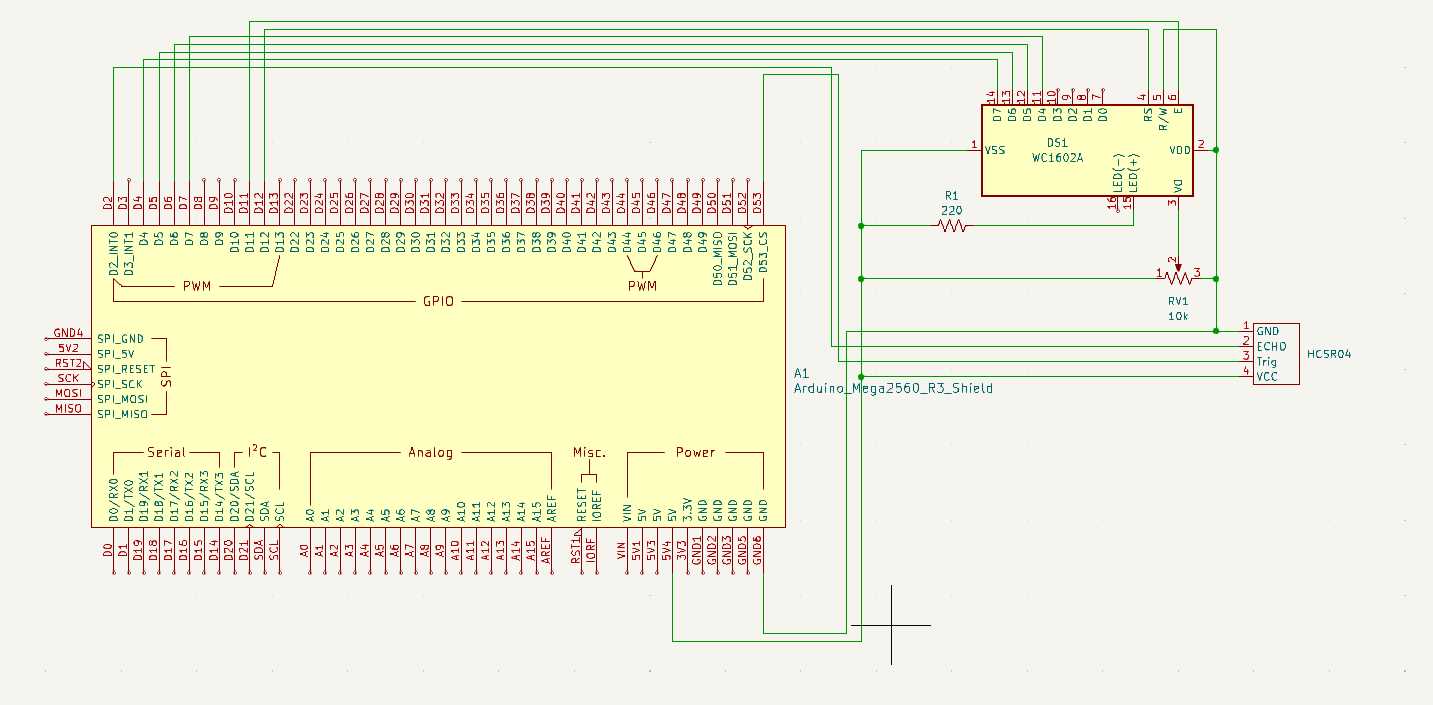 D2 D3 D4 D5 D6 D7 D8 D9 D10 D11 D12 D13 D22 D23 D24 D25 D26 D27 D28 D29 D30 D31 D32 D33 D34 D35 D36 D37 D38 D39 D40 D41 D42 D43 D44 D45 D46 D47 D48 D49 D50 D51 D52 D53
D2_INT0 D3_INT1 D4 D5 D6 D7 D8 D9 D10 D11 D12 D13 D22 D23 D24 D25 D26 D27 D28 D29 D30 D31 D32 D33 D34 D35 D36 D37 D38 D39 D40 D41 D42 D43 D44 D45 D46 D47 D48 D49 D50_MISO D51_MOSI D52_SCK D53_CS
PWM PWM
GPIO
GND4 SPI_GND
5V2 SPI_5V
RST2 SPI_RESET
SCK SPI_SCK
MOSI SPI_MOSI
MISO SPI_MISO
SPI
A1
Arduino_Mega2560_R3_Shield
Serial I²C Analog Misc. Power
D0/RX0 D1/TX0 D19/RX1 D18/TX1 D17/RX2 D16/TX2 D15/RX3 D14/TX3 D20/SDA D21/SCL SDA SCL A0 A1 A2 A3 A4 A5 A6 A7 A8 A9 A10 A11 A12 A13 A14 A15 AREF RESET IOREF VIN 5V 5V 5V 3.3V GND GND GND GND GND
D0 D1 D19 D18 D17 D16 D15 D14 D20 D21 SDA SCL A0 A1 A2 A3 A4 A5 A6 A7 A8 A9 A10 A11 A12 A13 A14 A15 AREF RST1 IORF VIN 5V1 5V3 5V4 3V3 GND1 GND2 GND3 GND5 GND6
14 13 12 11 10 9 8 7 4 5 6
D7 D6 D5 D4 D3 D2 D1 D0 RS R/W E
DS1
WC1602A
1 VSS VDD 2
LED(-) LED(+) V0
16 15 3
R1
220
1 2 3
RV1
10k
1 GND
2 ECHO
3 Trig
4 VCC
HCSR04